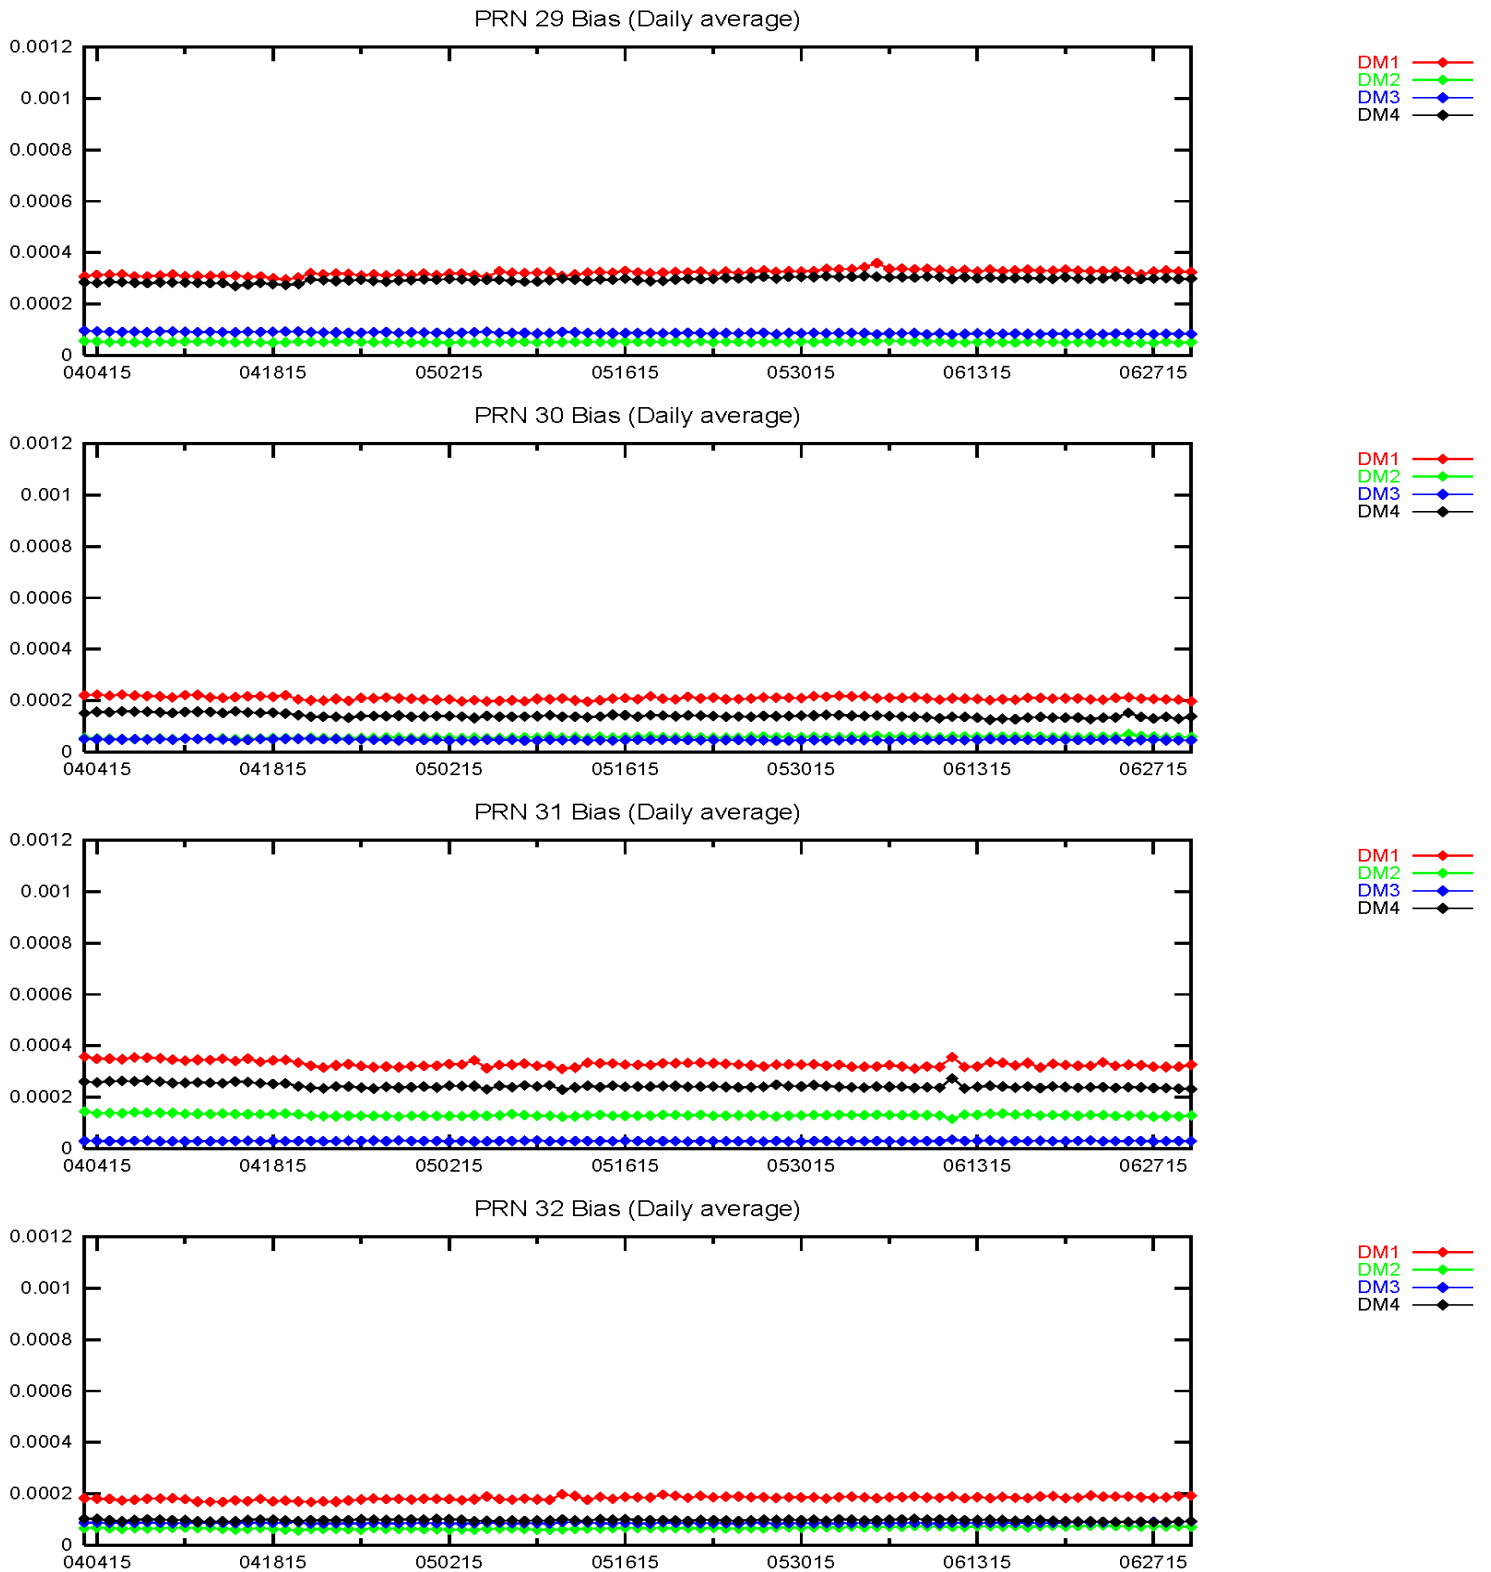 PRN 29 Bias (Daily average)
0.0012
0.001
0.0008
0.0006
0.0004
0.0002
0
040415 041815 050215 051615 053015 061315 062715
DM1
DM2
DM3
DM4
PRN 30 Bias (Daily average)
0.0012
0.001
0.0008
0.0006
0.0004
0.0002
0
040415 041815 050215 051615 053015 061315 062715
DM1
DM2
DM3
DM4
PRN 31 Bias (Daily average)
0.0012
0.001
0.0008
0.0006
0.0004
0.0002
0
040415 041815 050215 051615 053015 061315 062715
DM1
DM2
DM3
DM4
PRN 32 Bias (Daily average)
0.0012
0.001
0.0008
0.0006
0.0004
0.0002
0
040415 041815 050215 051615 053015 061315 062715
DM1
DM2
DM3
DM4